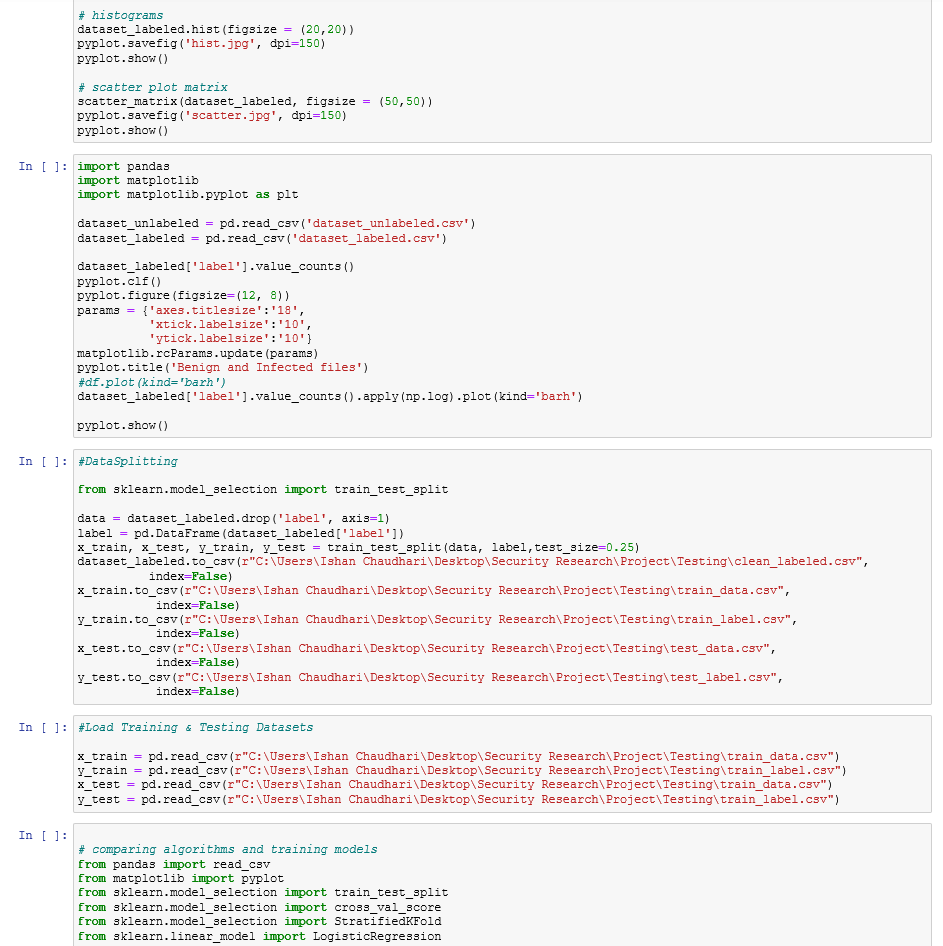 # histograms
dataset_labeled.hist(figsize = (20,20))
pyplot.savefig('hist.jpg', dpi=150)
pyplot.show()
# scatter plot matrix
scatter_matrix(dataset_labeled, figsize = (50,50))
pyplot.savefig('scatter.jpg', dpi=150)
pyplot.show()
In [ ]: import pandas
import matplotlib
import matplotlib.pyplot as plt
dataset_unlabeled = pd.read_csv('dataset_unlabeled.csv')
dataset_labeled = pd.read_csv('dataset_labeled.csv')
dataset_labeled['label'].value_counts()
pyplot.clf()
pyplot.figure(figsize=(12, 8))
params = {'axes.titlesize':'18',
'xtick.labelsize':'10',
'ytick.labelsize':'10'}
matplotlib.rcParams.update(params)
pyplot.title('Benign and Infected files')
#df.plot(kind='barh')
dataset_labeled['label'].value_counts().apply(np.log).plot(kind='barh')
pyplot.show()
In [ ]: #DataSplitting
from sklearn.model_selection import train_test_split
data = dataset_labeled.drop('label', axis=1)
label = pd.DataFrame(dataset_labeled['label'])
x_train, x_test, y_train, y_test = train_test_split(data, label,test_size=0.25)
dataset_labeled.to_csv(r"C:\Users\Ishan Chaudhari\Desktop\Security Research\Project\Testing\clean_labeled.csv",
index=False)
x_train.to_csv(r"C:\Users\Ishan Chaudhari\Desktop\Security Research\Project\Testing\train_data.csv",
index=False)
y_train.to_csv(r"C:\Users\Ishan Chaudhari\Desktop\Security Research\Project\Testing\train_label.csv",
index=False)
x_test.to_csv(r"C:\Users\Ishan Chaudhari\Desktop\Security Research\Project\Testing\test_data.csv",
index=False)
y_test.to_csv(r"C:\Users\Ishan Chaudhari\Desktop\Security Research\Project\Testing\test_label.csv",
index=False)
In [ ]: #Load Training & Testing Datasets
x_train = pd.read_csv(r"C:\Users\Ishan Chaudhari\Desktop\Security Research\Project\Testing\train_data.csv")
y_train = pd.read_csv(r"C:\Users\Ishan Chaudhari\Desktop\Security Research\Project\Testing\train_label.csv")
x_test = pd.read_csv(r"C:\Users\Ishan Chaudhari\Desktop\Security Research\Project\Testing\train_data.csv")
y_test = pd.read_csv(r"C:\Users\Ishan Chaudhari\Desktop\Security Research\Project\Testing\train_label.csv")
In [ ]:
# comparing algorithms and training models
from pandas import read_csv
from matplotlib import pyplot
from sklearn.model_selection import train_test_split
from sklearn.model_selection import cross_val_score
from sklearn.model_selection import StratifiedKFold
from sklearn.linear_model import LogisticRegression